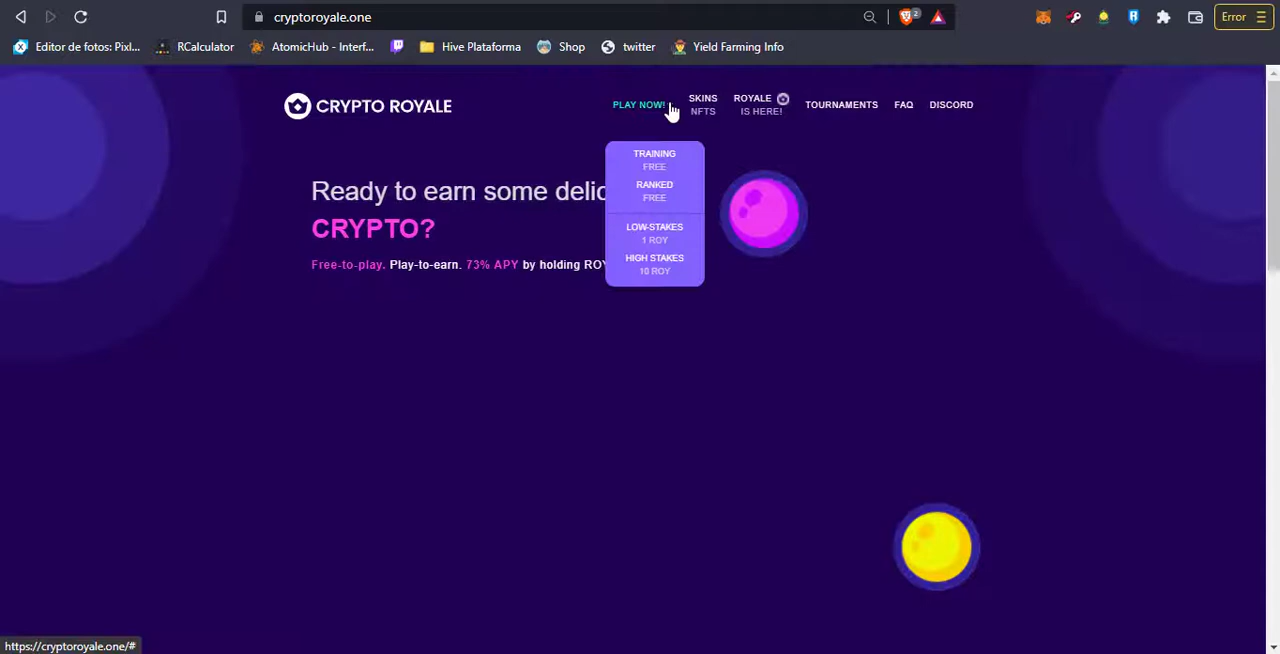 cryptoroyale.one
2
Error
Editor de fotos: Pixl...
RCalculator
AtomicHub - Interf...
Hive Plataforma
Shop
twitter
Yield Farming Info
CRYPTO ROYALE
PLAY NOW!
SKINS
NFTS
ROYALE
IS HERE!
TOURNAMENTS
FAQ
DISCORD
TRAINING
FREE
RANKED
FREE
LOW-STAKES
1 ROY
HIGH STAKES
10 ROY
Ready to earn some delic
CRYPTO?
Free-to-play. Play-to-earn. 73% APY by holding ROY
https://cryptoroyale.one/#